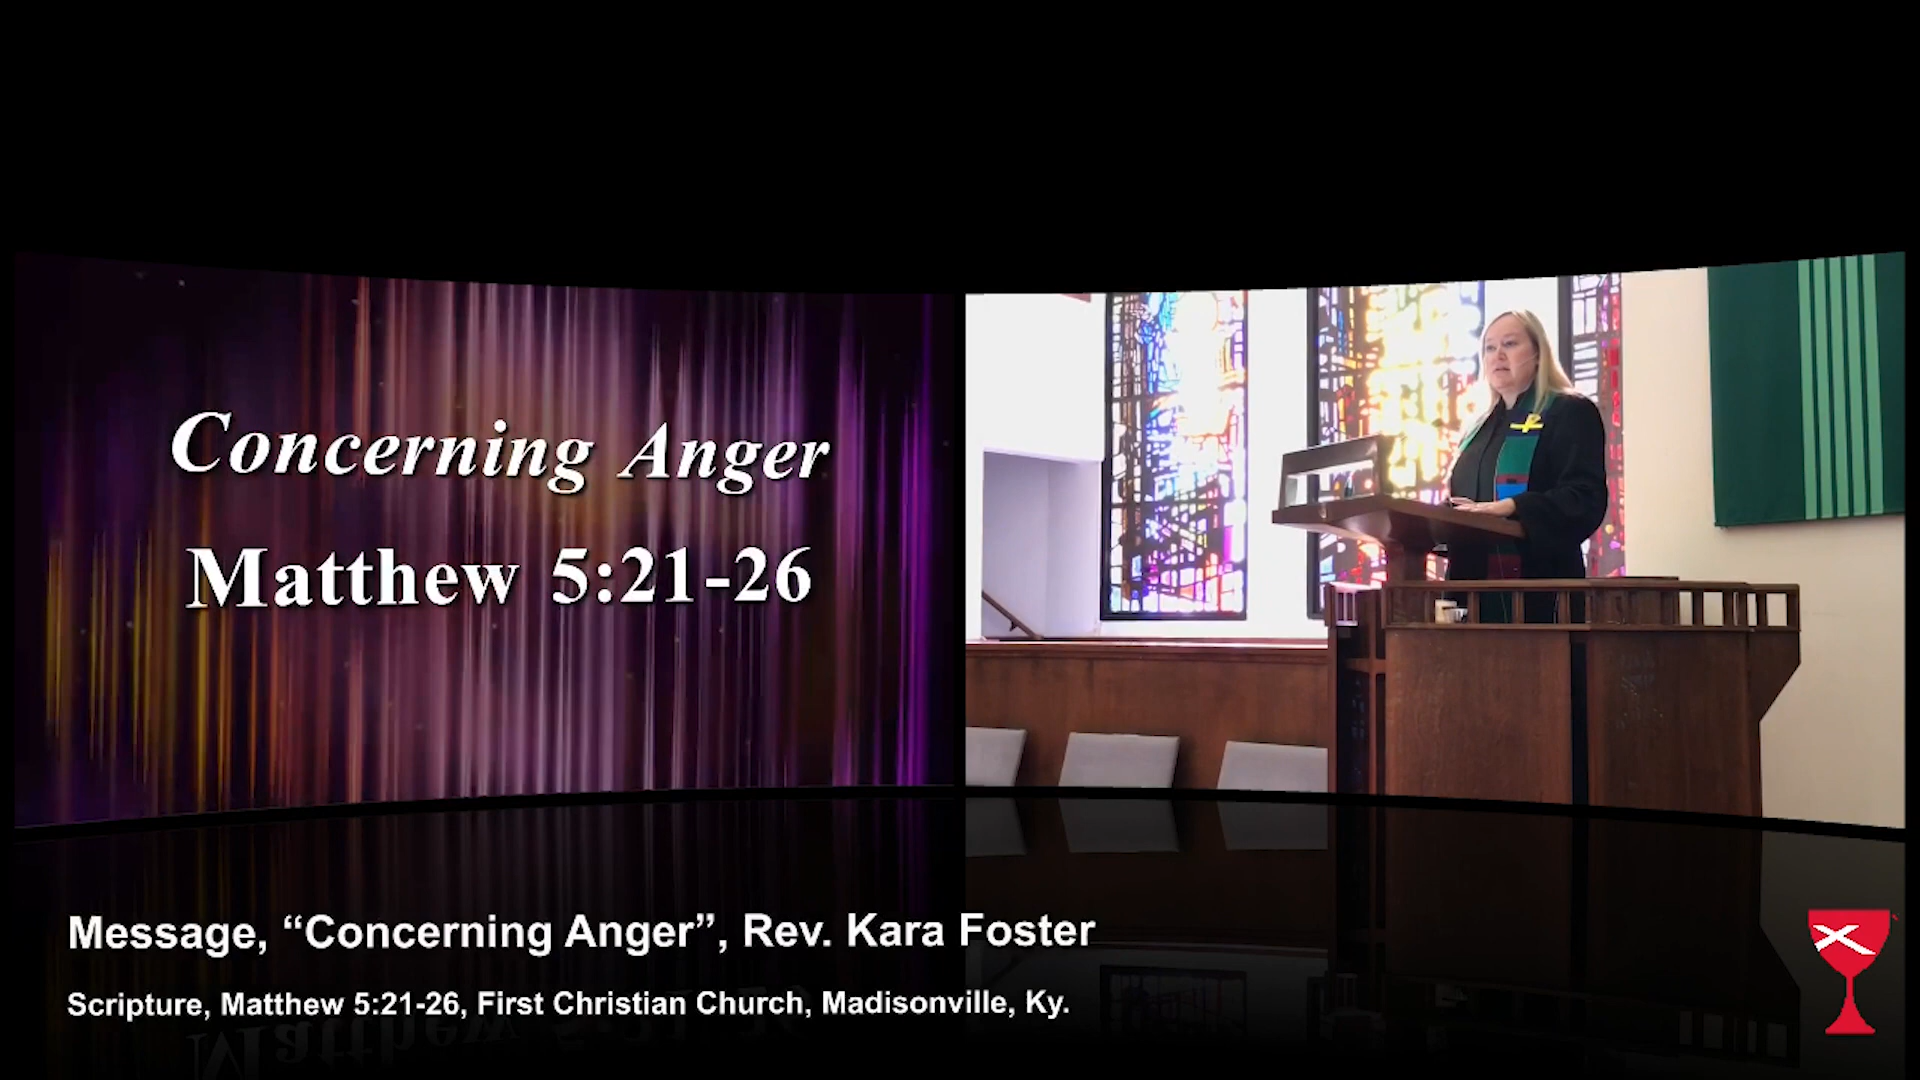 Concerning Anger
Matthew 5:21-26
Message, “Concerning Anger”, Rev. Kara Foster
Scripture, Matthew 5:21-26, First Christian Church, Madisonville, Ky.